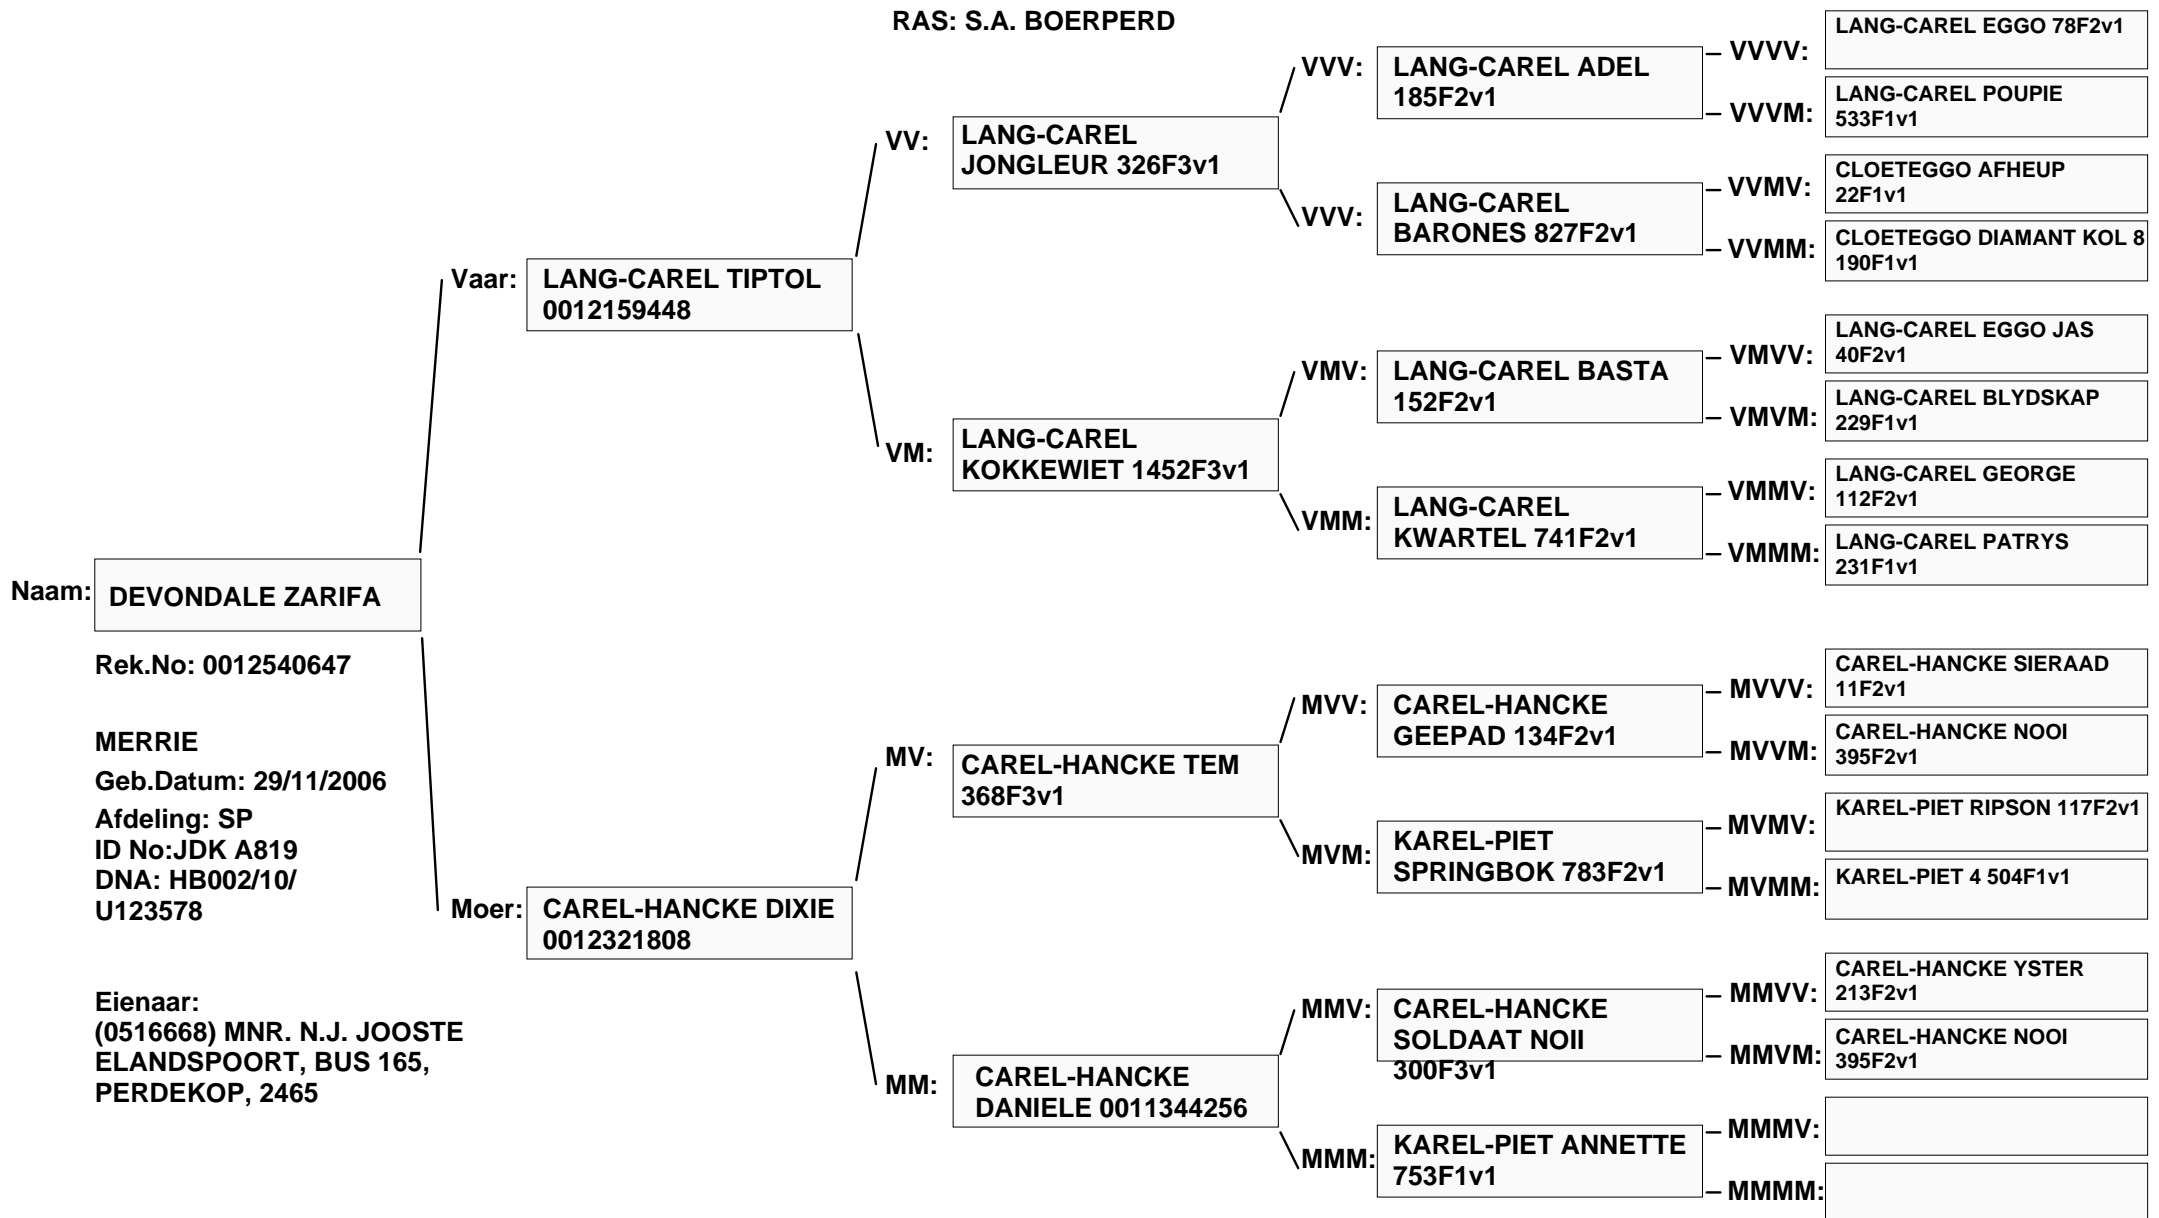 RAS: S.A. BOERPERD
Naam:
DEVONDALE ZARIFA
Rek.No: 0012540647
MERRIE
Geb.Datum: 29/11/2006
Afdeling: SP
ID No:JDK A819
DNA: HB002/10/
U123578
Eienaar:
(0516668) MNR. N.J. JOOSTE
ELANDSPOORT, BUS 165,
PERDEKOP, 2465
Vaar:
LANG-CAREL TIPTOL
0012159448
Moer:
CAREL-HANCKE DIXIE
0012321808
VV:
LANG-CAREL
JONGLEUR 326F3v1
VM:
LANG-CAREL
KOKKEWIET 1452F3v1
MV:
CAREL-HANCKE TEM
368F3v1
MM:
CAREL-HANCKE
DANIELE 0011344256
VVV:
LANG-CAREL ADEL
185F2v1
VVV:
LANG-CAREL
BARONES 827F2v1
VMV:
LANG-CAREL BASTA
152F2v1
VMM:
LANG-CAREL
KWARTEL 741F2v1
MVV:
CAREL-HANCKE
GEEPAD 134F2v1
MVM:
KAREL-PIET
SPRINGBOK 783F2v1
MMV:
CAREL-HANCKE
SOLDAAT NOII
300F3v1
MMM:
KAREL-PIET ANNETTE
753F1v1
VVVV:
LANG-CAREL EGGO 78F2v1
VVVM:
LANG-CAREL POUPIE
533F1v1
VVMV:
CLOETEGGO AFHEUP
22F1v1
VVMM:
CLOETEGGO DIAMANT KOL 8
190F1v1
VMVV:
LANG-CAREL EGGO JAS
40F2v1
VMVM:
LANG-CAREL BLYDSKAP
229F1v1
VMMV:
LANG-CAREL GEORGE
112F2v1
VMMM:
LANG-CAREL PATRYS
231F1v1
MVVV:
CAREL-HANCKE SIERAAD
11F2v1
MVVM:
CAREL-HANCKE NOOI
395F2v1
MVMV:
KAREL-PIET RIPSON 117F2v1
MVMM:
KAREL-PIET 4 504F1v1
MMVV:
CAREL-HANCKE YSTER
213F2v1
MMVM:
CAREL-HANCKE NOOI
395F2v1
MMMV:
MMMM: